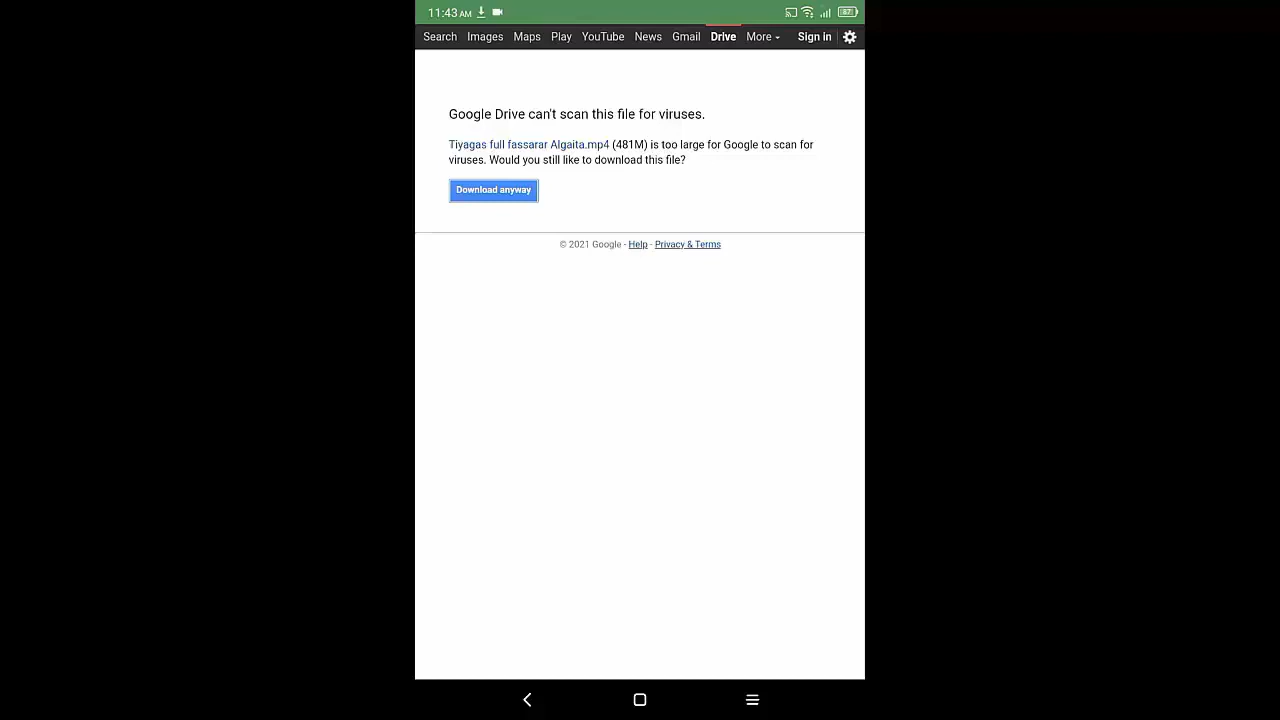 11:43 AM 87
Search Images Maps Play YouTube News Gmail Drive More Sign in
Google Drive can't scan this file for viruses.
Tiyagas full fassarar Algaita.mp4 (481M) is too large for Google to scan for
viruses. Would you still like to download this file?
Download anyway
© 2021 Google - Help - Privacy & Terms